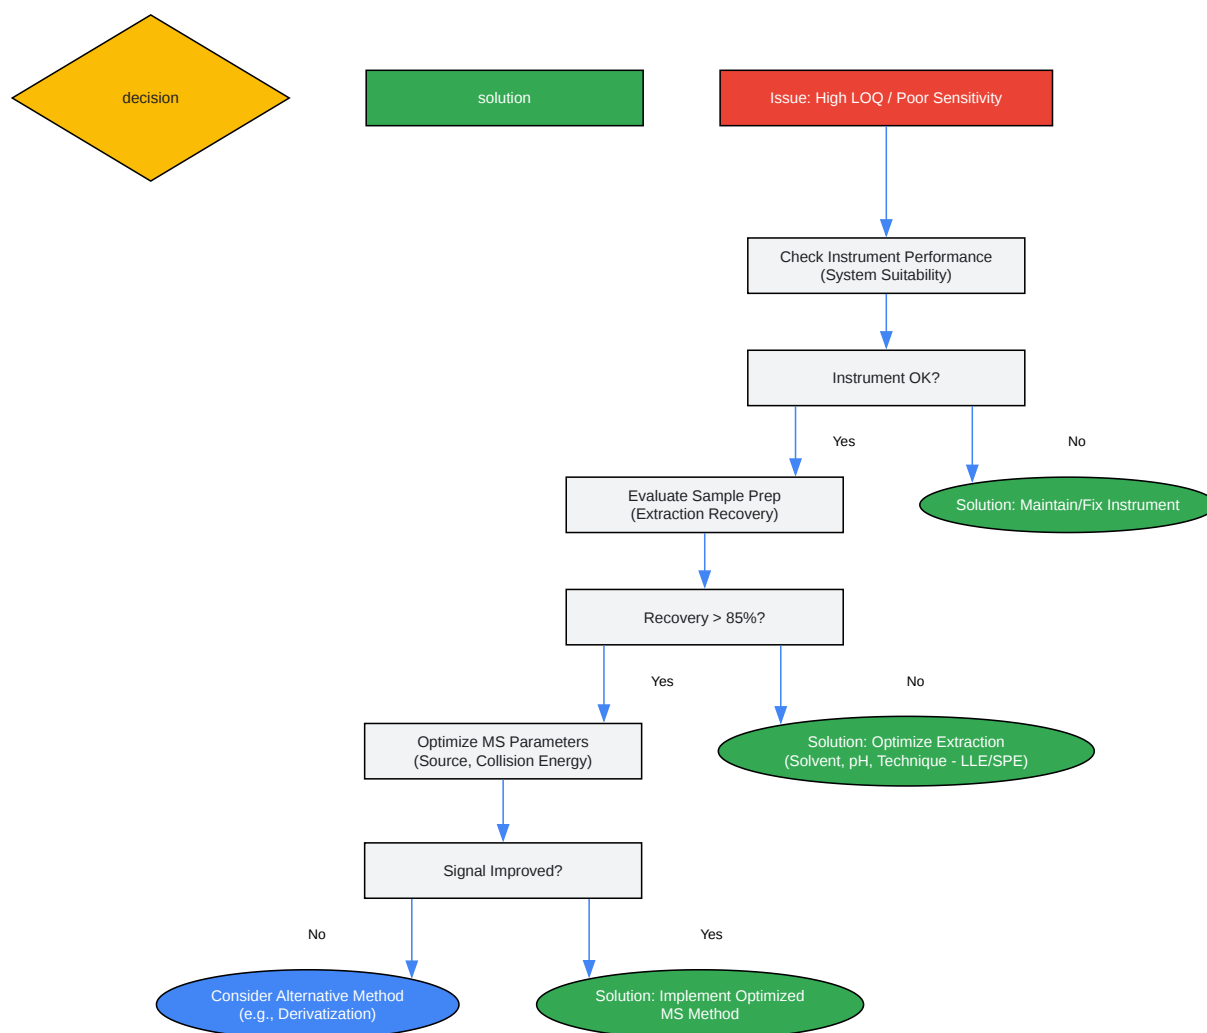 decision
solution
Issue: High LOQ / Poor Sensitivity
Check Instrument Performance
(System Suitability)
Instrument OK?
Yes
No
Evaluate Sample Prep
(Extraction Recovery)
Solution: Maintain/Fix Instrument
Recovery > 85%?
Yes
No
Optimize MS Parameters
(Source, Collision Energy)
Solution: Optimize Extraction
(Solvent, pH, Technique - LLE/SPE)
Signal Improved?
No
Yes
Consider Alternative Method
(e.g., Derivatization)
Solution: Implement Optimized
MS Method